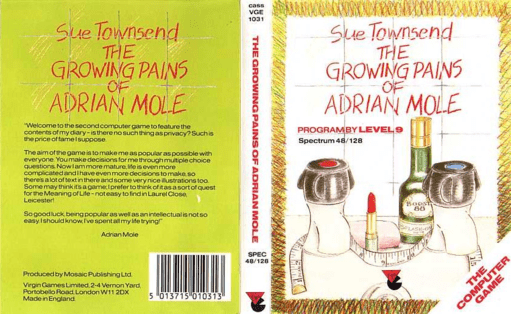 Sue Townsend
THE
GROWING PAINS
OF
ADRIAN MOLE
"Welcome to the second computer game to feature the
contents of my diary – is there no such thing as privacy? Such is
the price of fame I suppose.
The aim of the game is to make me as popular as possible with
everyone. You make decisions for me through multiple choice
questions. Now I am more mature, life is even more
complicated and I have even more decisions to make, so
there's a lot of text in there and some very nice illustrations too.
Some may think it's a game; I prefer to think of it as a sort of quest
for the Meaning of Life – not easy to find in Laurel Close,
Leicester!
So good luck, being popular as well as an intellectual is not so
easy. I should know, I've spent all my life trying!"
Adrian Mole
Produced by Mosaic Publishing Ltd.
Virgin Games Limited, 2-4 Vernon Yard,
Portobello Road, London W11 2DX
Made in England.
5 013715 010313
cass
VGE
1031
THE GROWING PAINS OF ADRIAN MOLE
SPEC
48/128
Sue Townsend
THE
GROWING PAINS
OF
ADRIAN MOLE
PROGRAM BY LEVEL 9
Spectrum 48/128
THE
COMPUTER
GAME